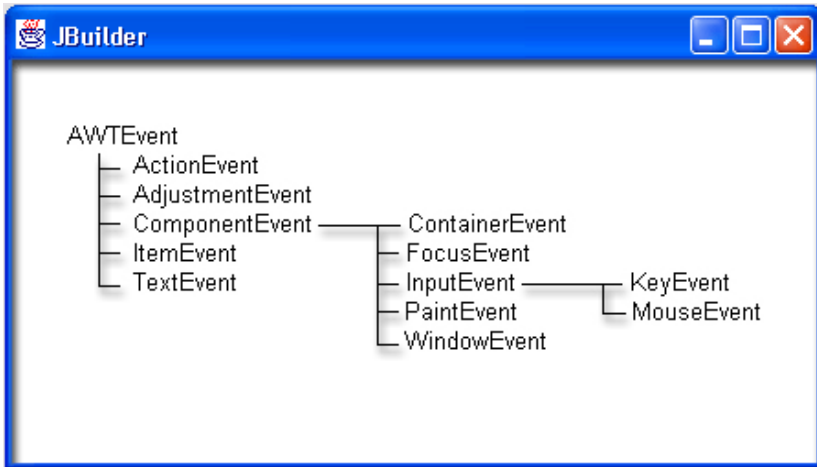 JBuilder
AWTEvent
ActionEvent
AdjustmentEvent
ComponentEvent ContainerEvent
ItemEvent FocusEvent
TextEvent InputEvent KeyEvent
PaintEvent MouseEvent
WindowEvent